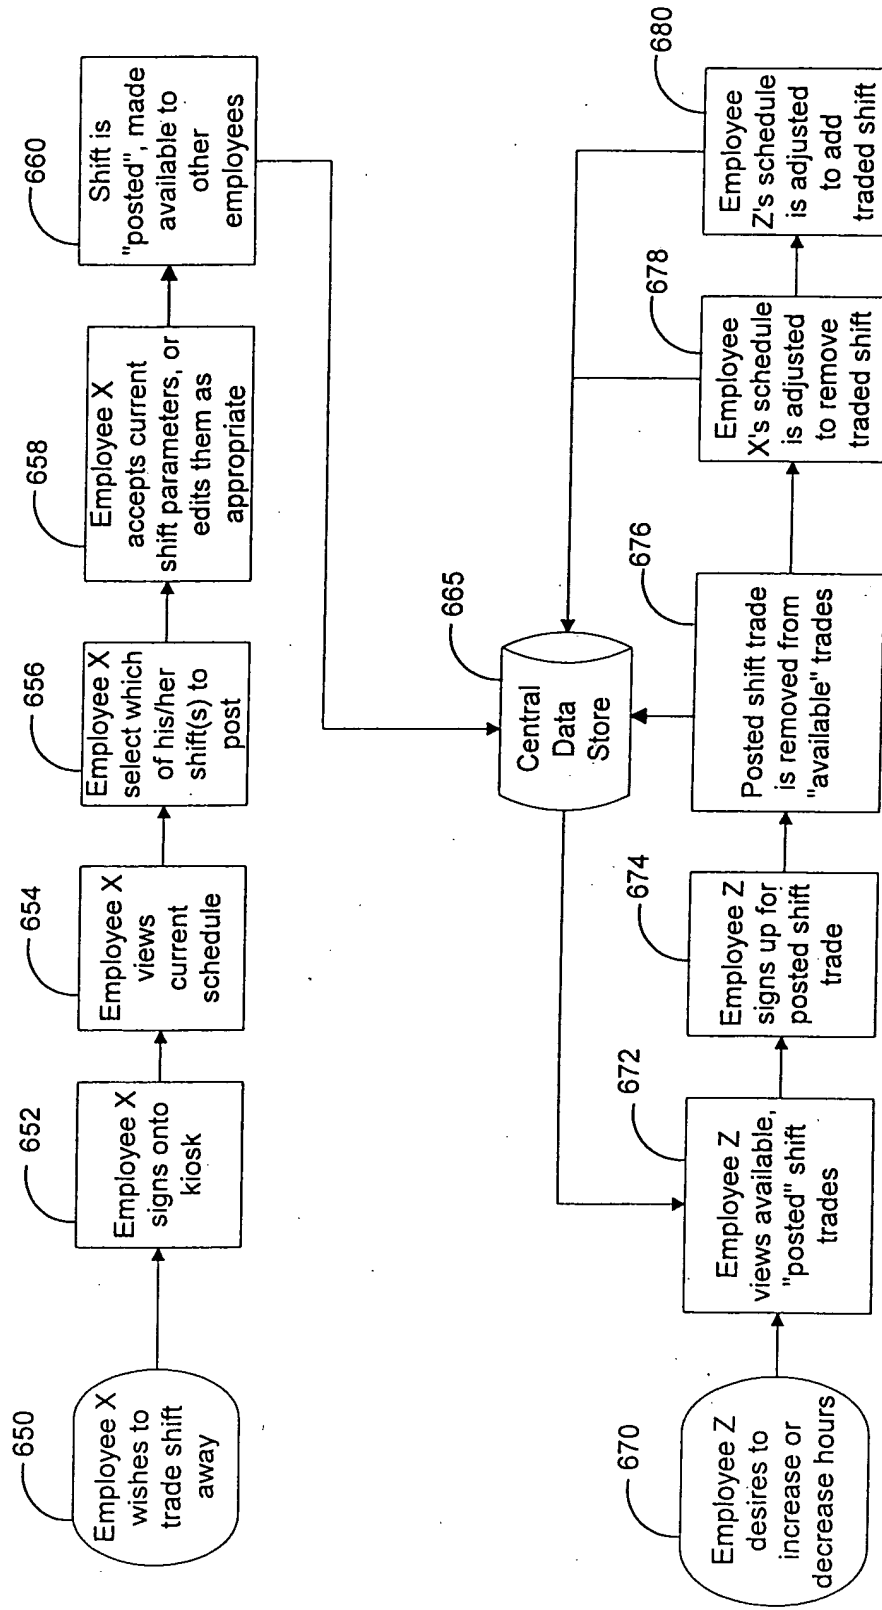 650
Employee X
wishes to
trade shift
away
652
Employee X
signs onto
kiosk
654
Employee X
views
current
schedule
656
Employee X
select which
of his/her
shift(s) to
post
658
Employee X
accepts current
shift parameters, or
edits them as
appropriate
660
Shift is
"posted", made
available to
other
employees
665
Central
Data
Store
670
Employee Z
desires to
increase or
decrease hours
672
Employee Z
views available,
"posted" shift
trades
674
Employee Z
signs up for
posted shift
trade
676
Posted shift trade
is removed from
"available" trades
678
Employee
X's schedule
is adjusted
to remove
traded shift
680
Employee
Z's schedule
is adjusted
to add
traded shift